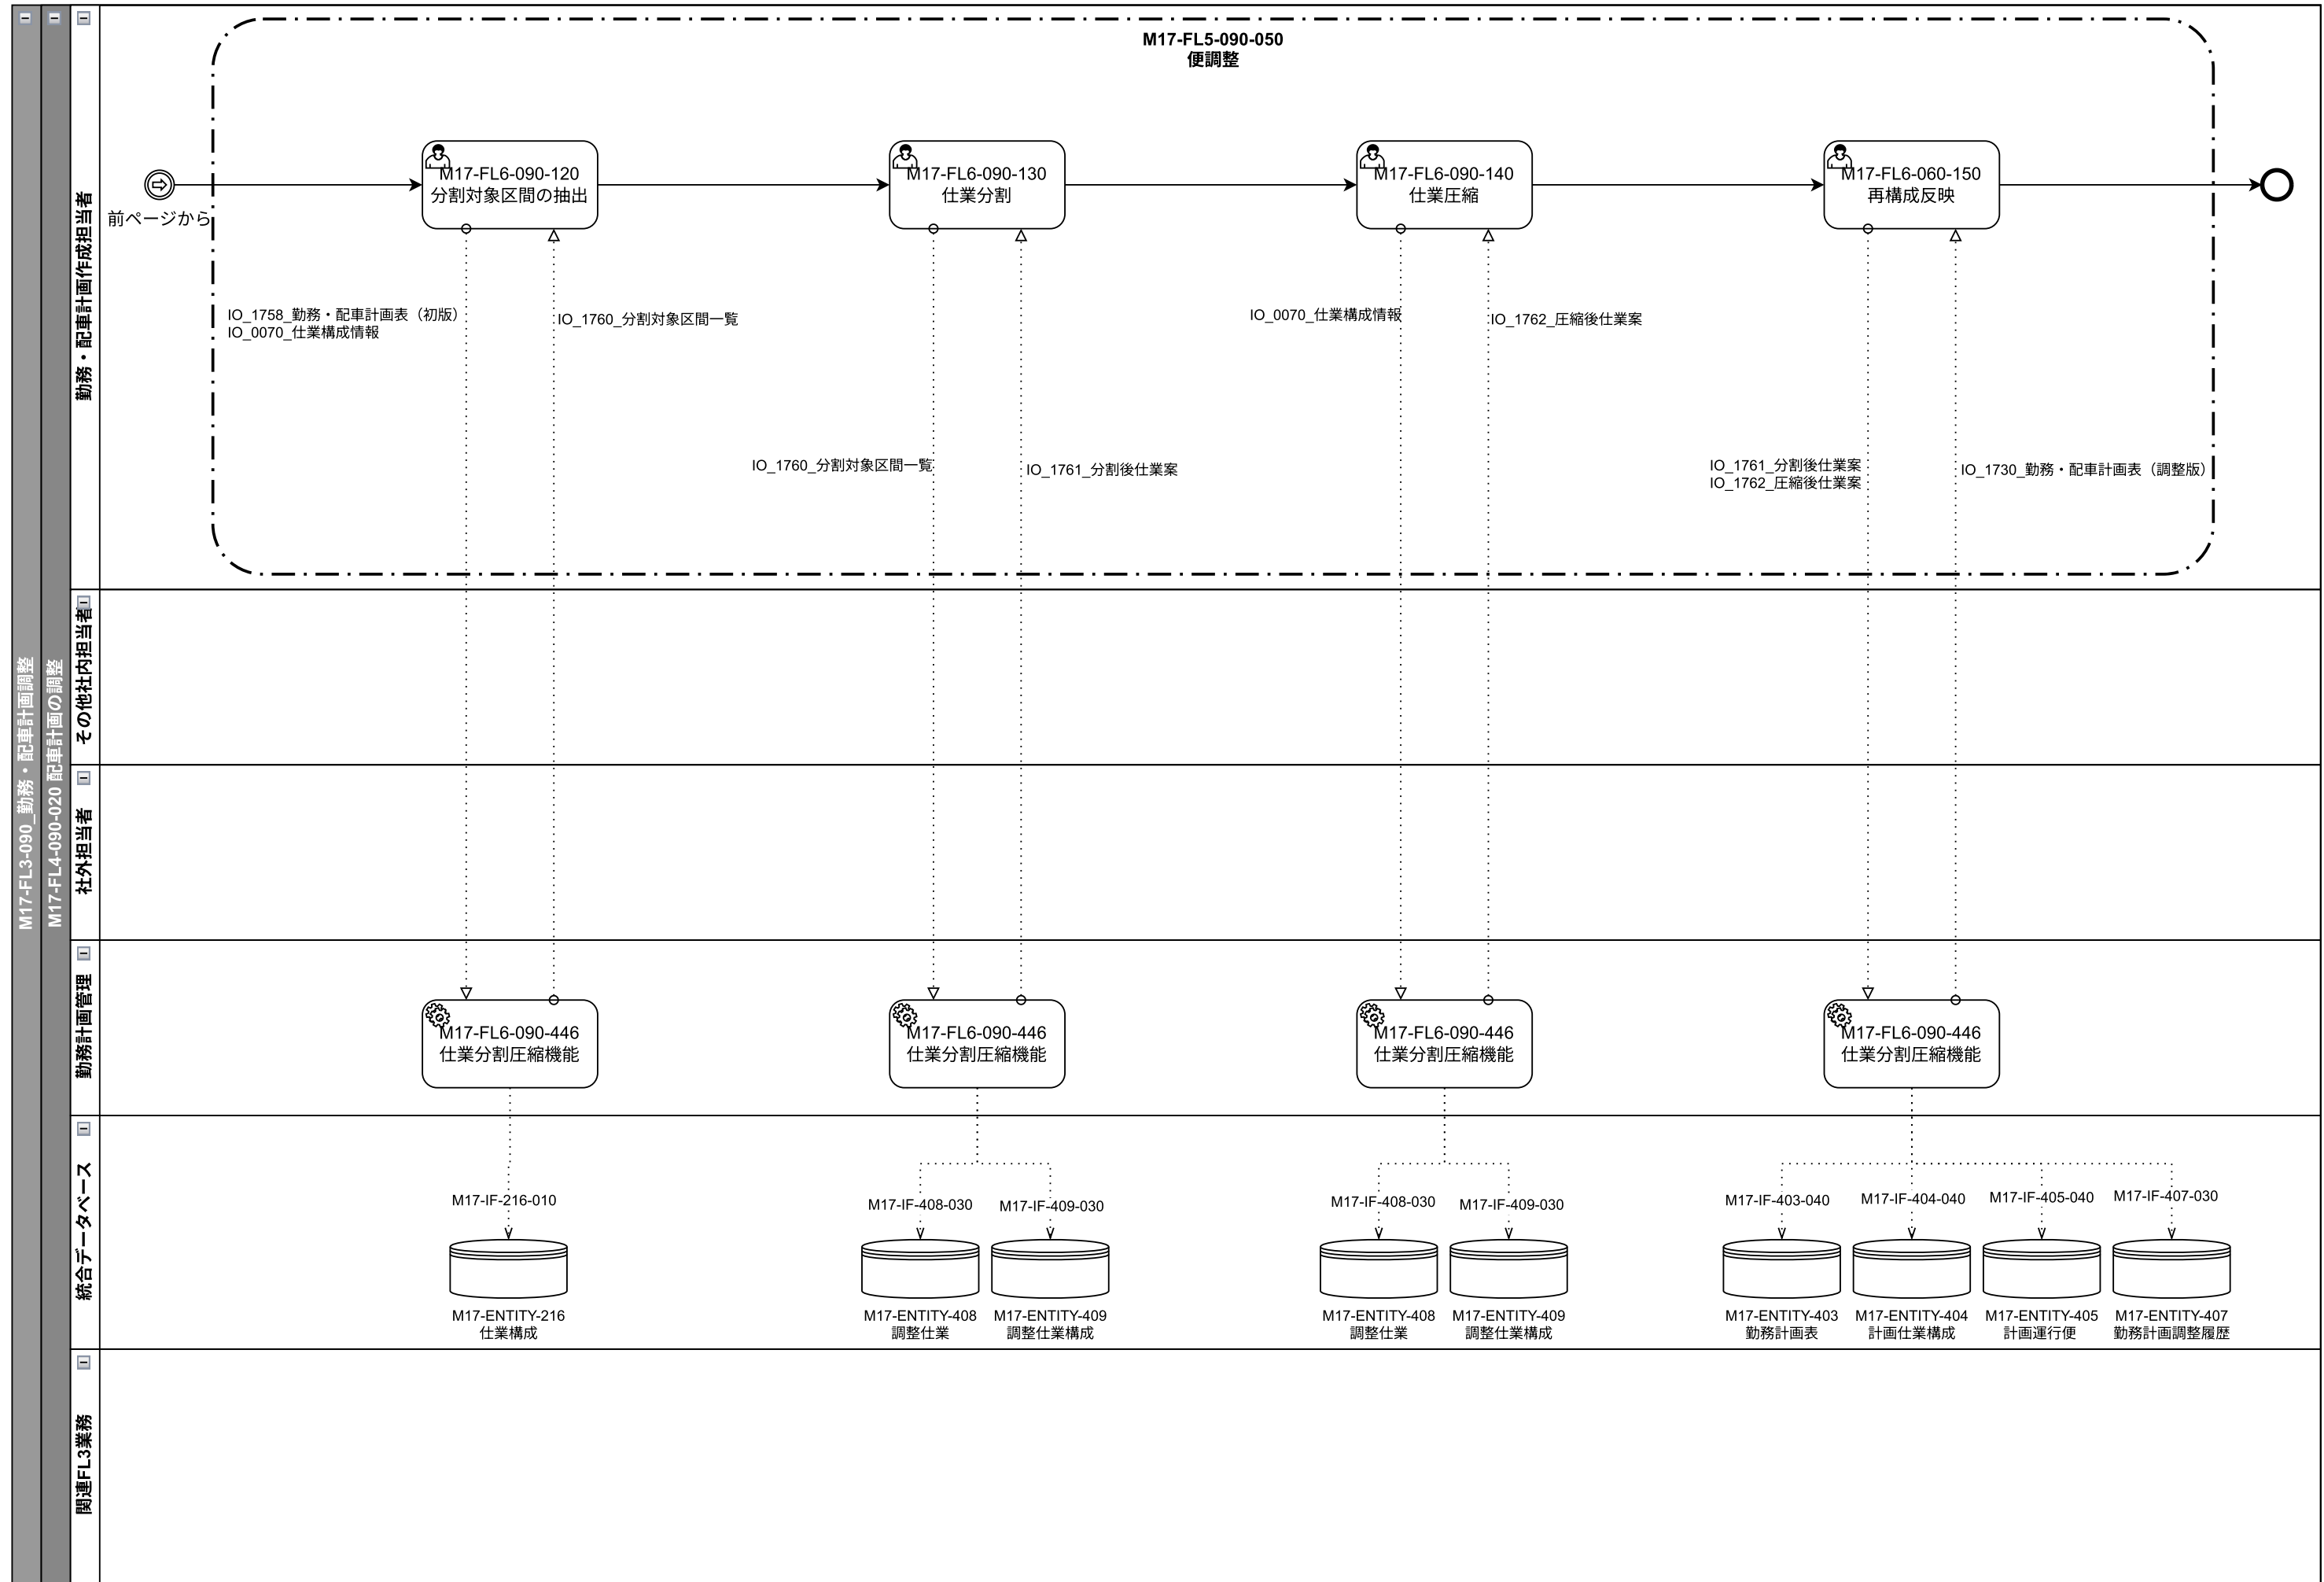 M17-FL3-090_勤務・配車計画調整
M17-FL4-090-020 配車計画の調整
勤務・配車計画作成担当者
M17-FL5-090-050
便調整
前ページから
M17-FL6-090-120
分割対象区間の抽出
M17-FL6-090-130
仕業分割
M17-FL6-090-140
仕業圧縮
M17-FL6-060-150
再構成反映
IO_1758_勤務・配車計画表（初版）
IO_0070_仕業構成情報
IO_1760_分割対象区間一覧
IO_1760_分割対象区間一覧
IO_1761_分割後仕業案
IO_0070_仕業構成情報
IO_1762_圧縮後仕業案
IO_1761_分割後仕業案
IO_1762_圧縮後仕業案
IO_1730_勤務・配車計画表（調整版）
その他社内担当者
社外担当者
勤務計画管理
M17-FL6-090-446
仕業分割圧縮機能
M17-FL6-090-446
仕業分割圧縮機能
M17-FL6-090-446
仕業分割圧縮機能
M17-FL6-090-446
仕業分割圧縮機能
統合データベース
M17-IF-216-010
M17-IF-408-030
M17-IF-409-030
M17-IF-408-030
M17-IF-409-030
M17-IF-403-040
M17-IF-404-040
M17-IF-405-040
M17-IF-407-030
M17-ENTITY-216
仕業構成
M17-ENTITY-408
調整仕業
M17-ENTITY-409
調整仕業構成
M17-ENTITY-408
調整仕業
M17-ENTITY-409
調整仕業構成
M17-ENTITY-403
勤務計画表
M17-ENTITY-404
計画仕業構成
M17-ENTITY-405
計画運行便
M17-ENTITY-407
勤務計画調整履歴
関連FL3業務